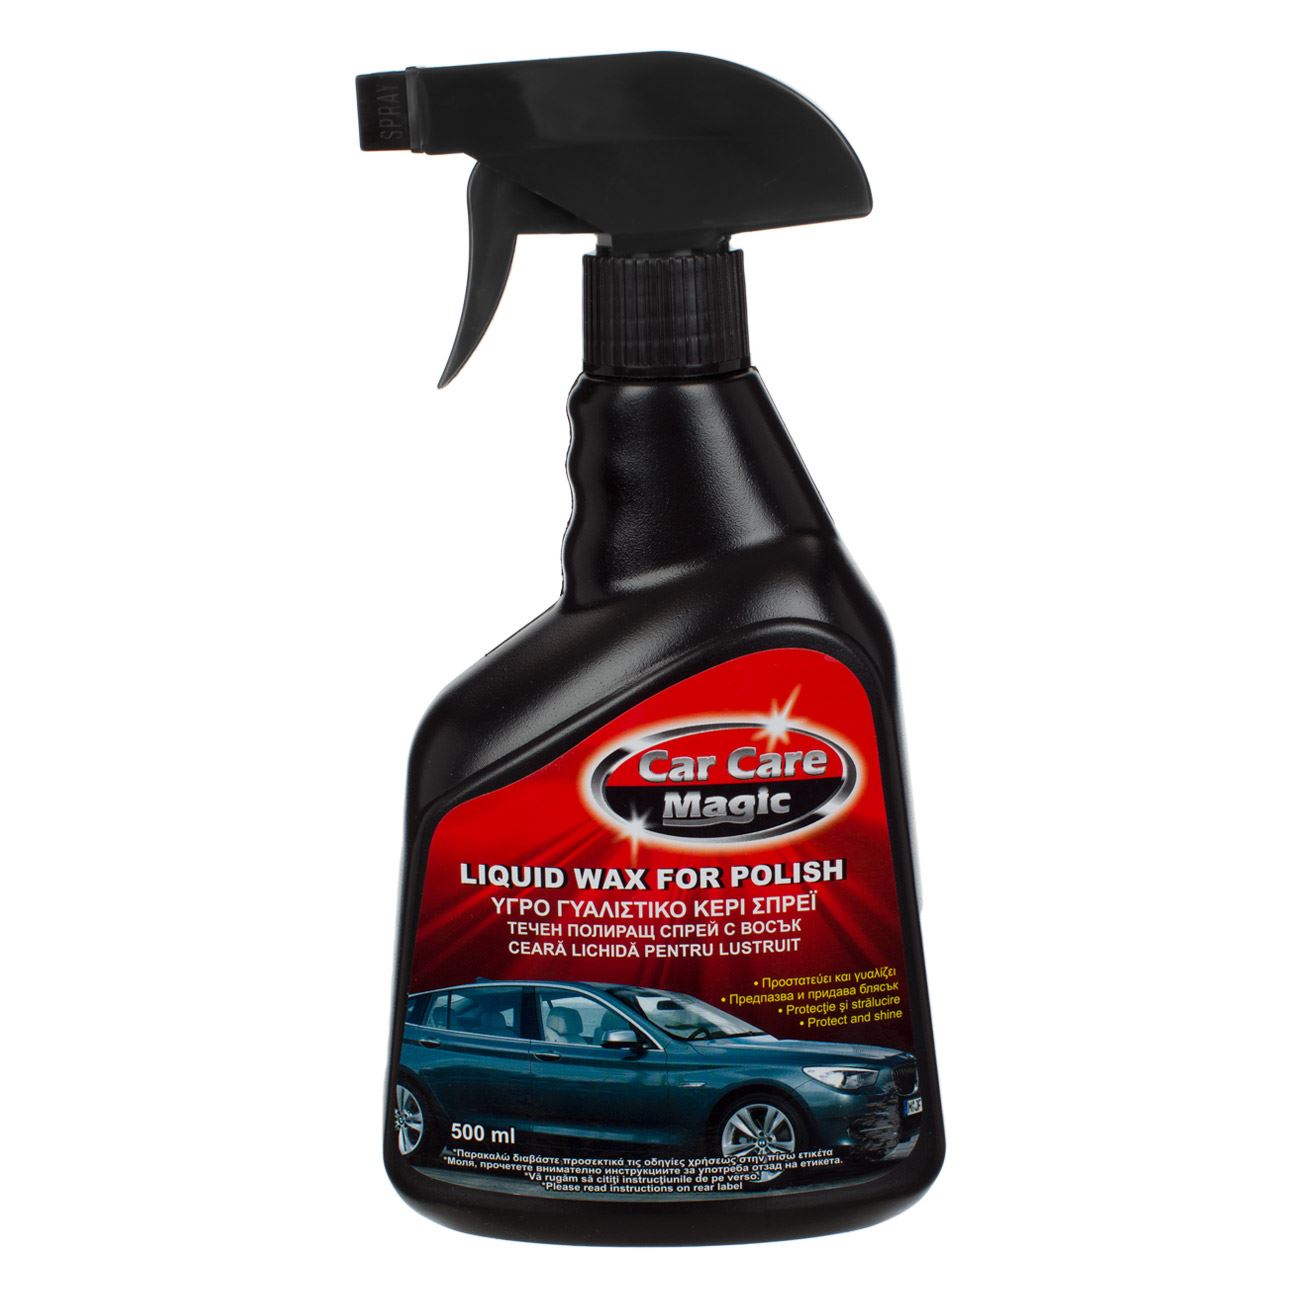 SPRAY
Car Care
Magic
LIQUID WAX FOR POLISH
ΥΓΡΟ ΓΥΑΛΙΣΤΙΚΟ ΚΕΡΙ ΣΠΡΕΪ
ТЕЧЕН ПОЛИРАЩ СПРЕЙ С ВОСЪК
CEARĂ LICHIDĂ PENTRU LUSTRUIT
• Προστατεύει και γυαλίζει
• Предпазва и придава блясък
• Protecţie şi strălucire
• Protect and shine
500 ml
*Παρακαλώ διαβάστε προσεκτικά τις οδηγίες χρήσεως στην πίσω ετικέτα
*Моля, прочетете внимателно инструкциите за употреба отзад на етикета.
*Vă rugăm să citiţi instrucţiunile de pe verso.
*Please read instructions on rear label